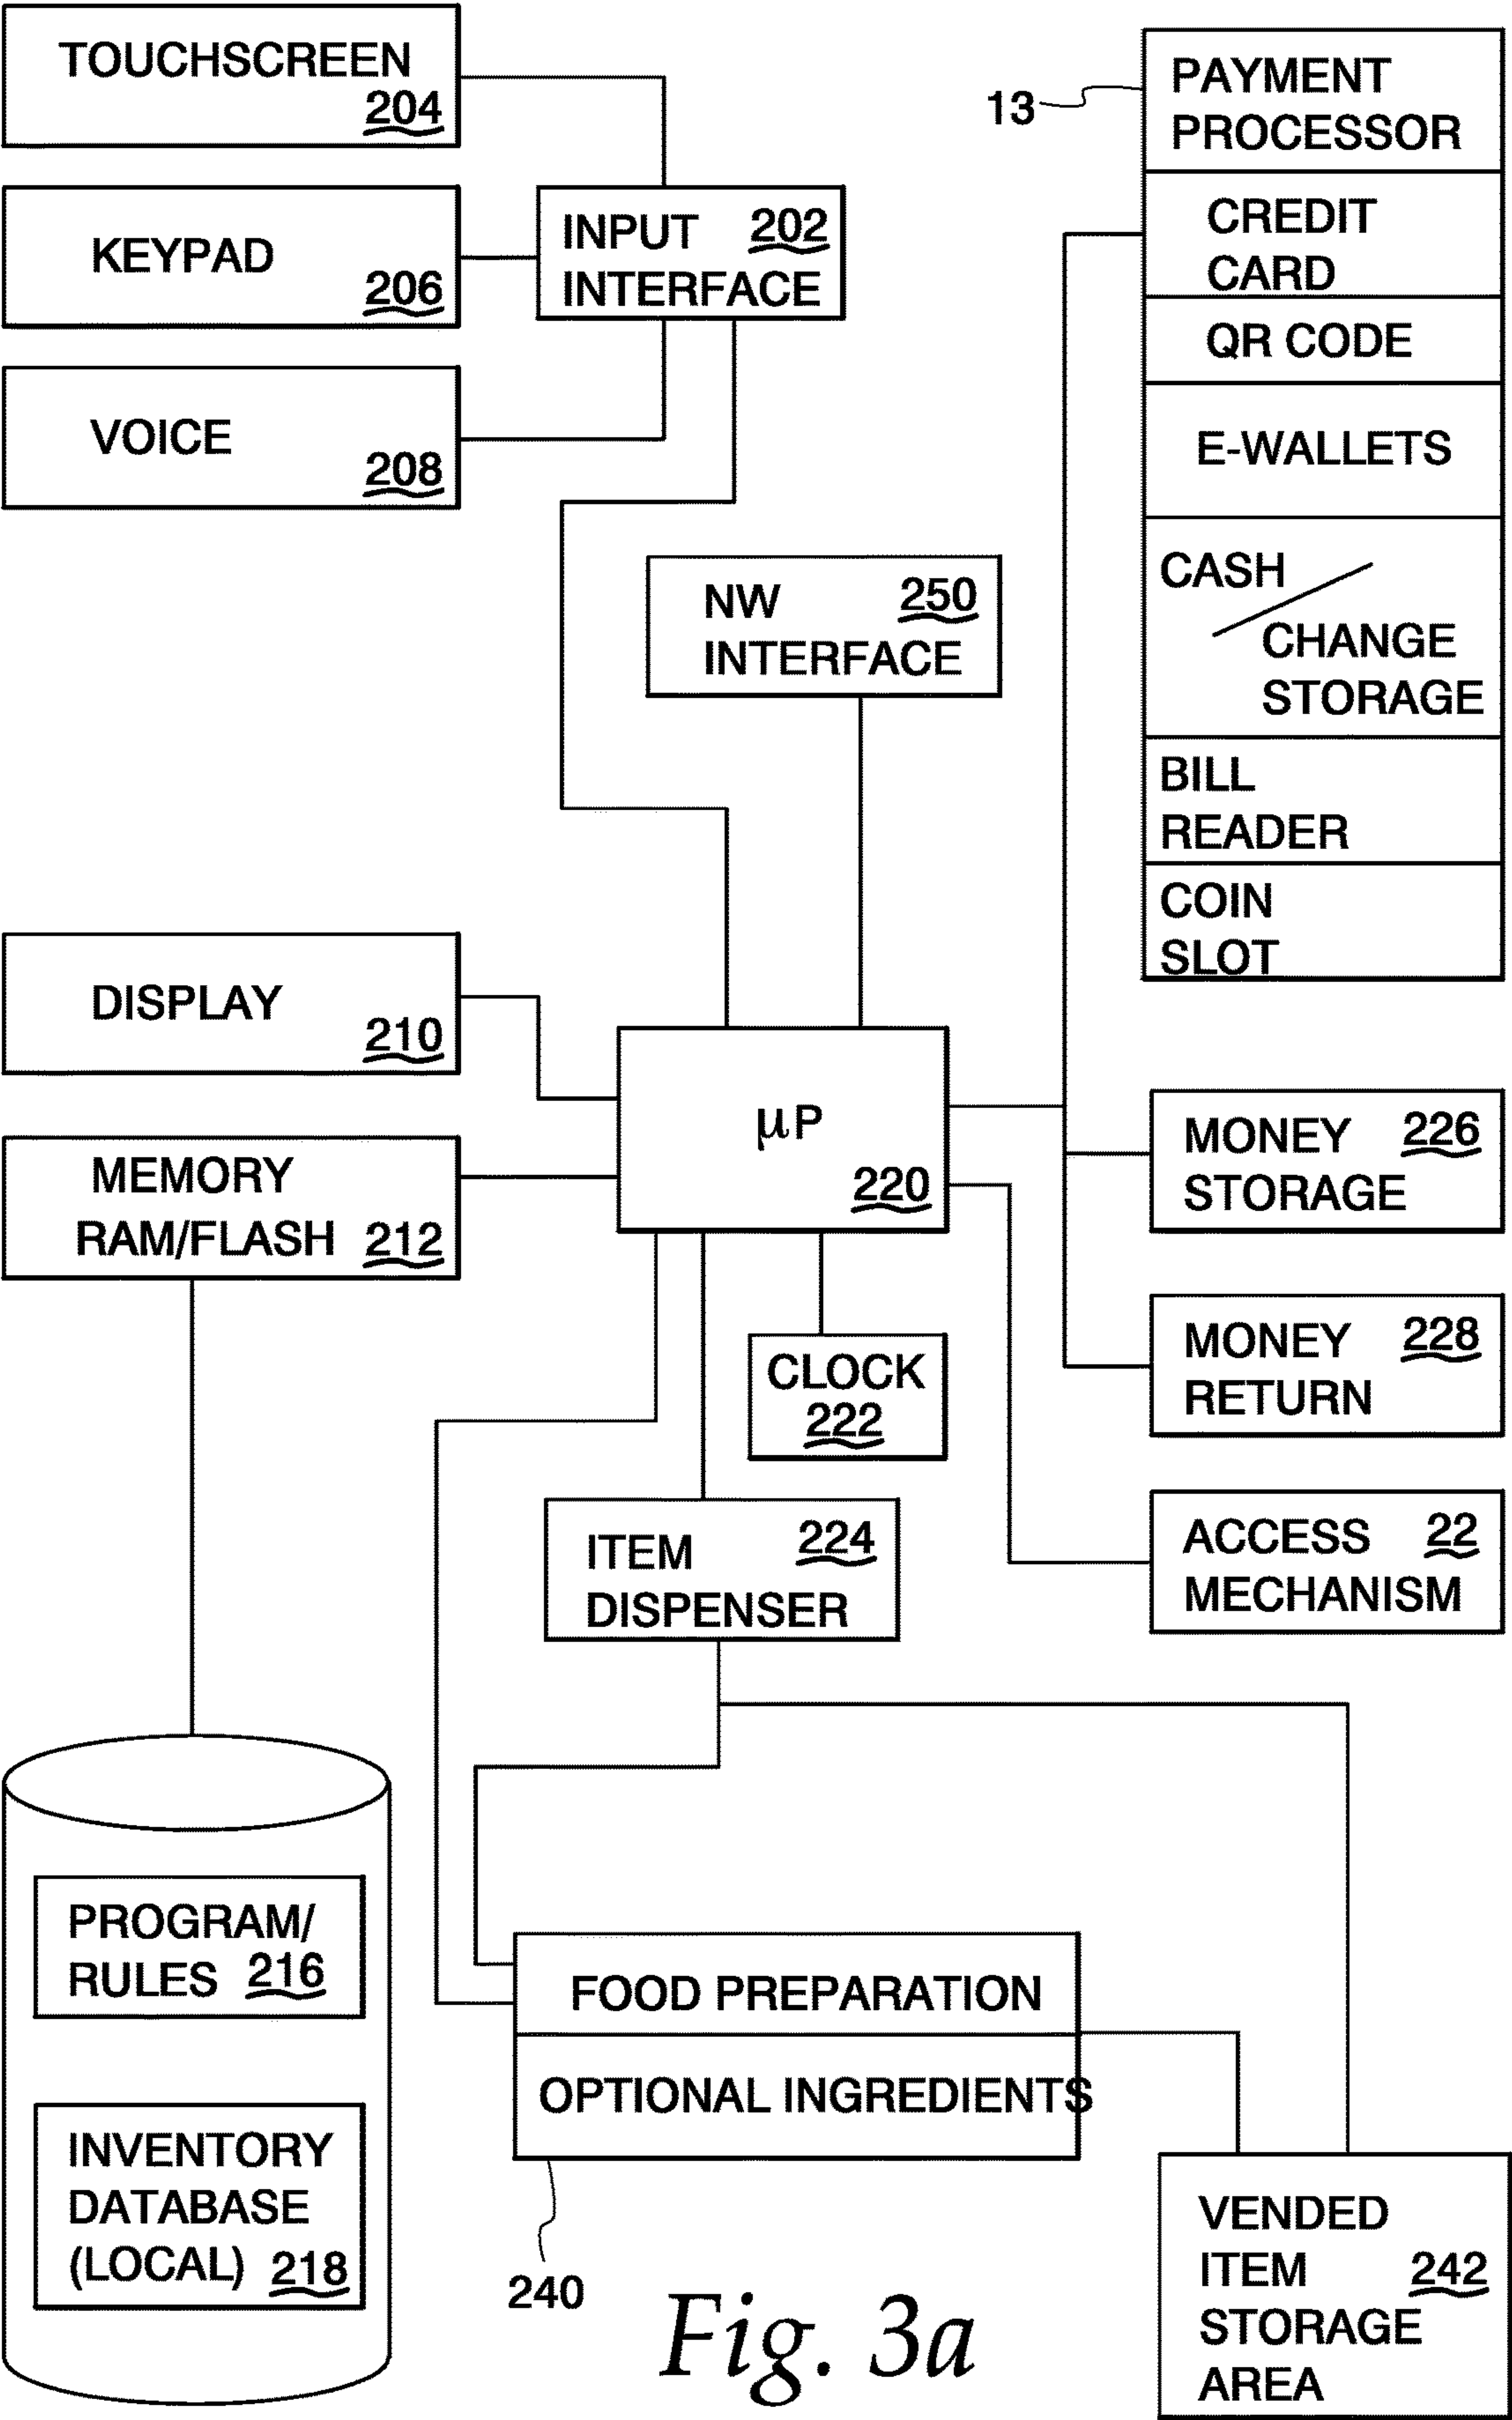 TOUCHSCREEN
204
13
PAYMENT
PROCESSOR
KEYPAD
206
INPUT 202
INTERFACE
CREDIT
CARD
QR CODE
VOICE
208
E-WALLETS
CASH
CHANGE
STORAGE
NW 250
INTERFACE
BILL
READER
COIN
SLOT
DISPLAY
210
μP
220
MEMORY
RAM/FLASH 212
MONEY 226
STORAGE
MONEY 228
RETURN
CLOCK
222
ITEM 224
DISPENSER
ACCESS 22
MECHANISM
PROGRAM/
RULES 216
FOOD PREPARATION
OPTIONAL INGREDIENTS
INVENTORY
DATABASE
(LOCAL) 218
240
VENDED
ITEM 242
STORAGE
AREA
Fig. 3a